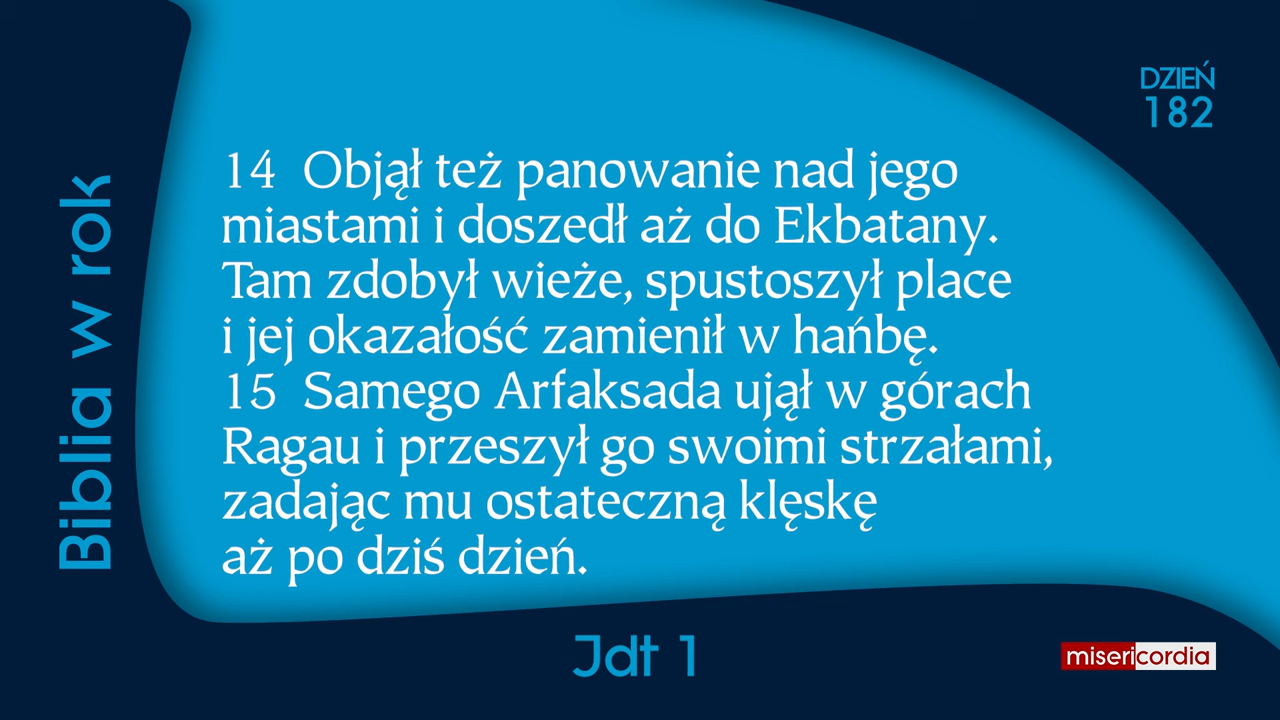 DZIEŃ
182
Biblia w rok
14 Objął też panowanie nad jego
miastami i doszedł aż do Ekbatany.
Tam zdobył wieże, spustoszył place
i jej okazałość zamienił w hańbę.
15 Samego Arfaksada ujął w górach
Ragau i przeszył go swoimi strzałami,
zadając mu ostateczną klęskę
aż po dziś dzień.
Jdt 1
misericordia